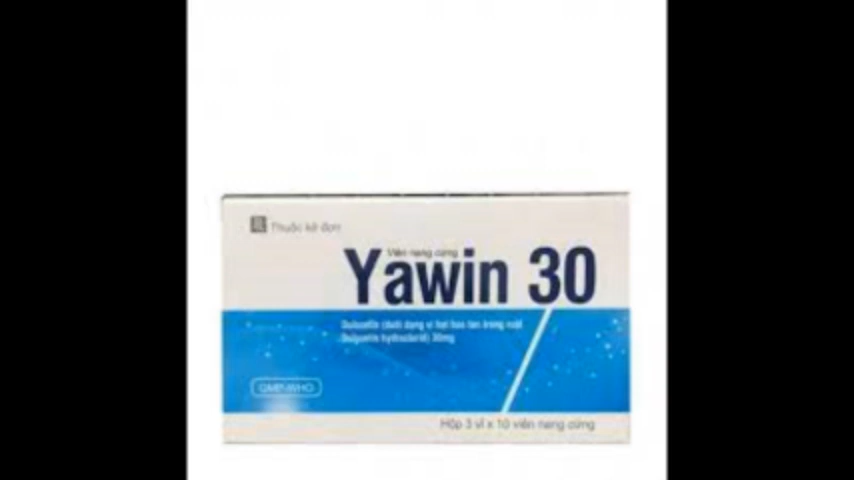 Thuốc kê đơn
Viên nang cứng
Yawin 30
Duloxetin (dưới dạng vi hạt bao tan trong ruột
Duloxetin hydroclorid) 30mg
GMP-WHO
Hộp 3 vỉ x 10 viên nang cứng